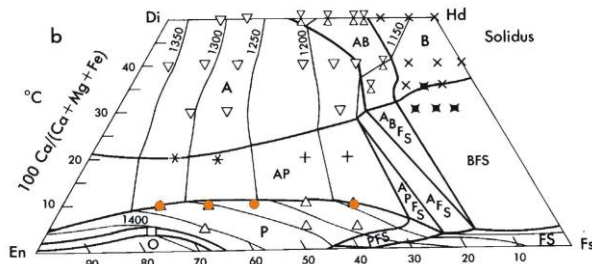 b
Di
Hd
Solidus
1350
1300
1250
1200
1150
AB
B
40
°C
A
100 Ca/(Ca+Mg+Fe)
20
AP
ABFS
BFS
10
APFS
AFS
1400
P
O
PFS
FS
En
Fs
90
80
70
60
50
40
30
20
10